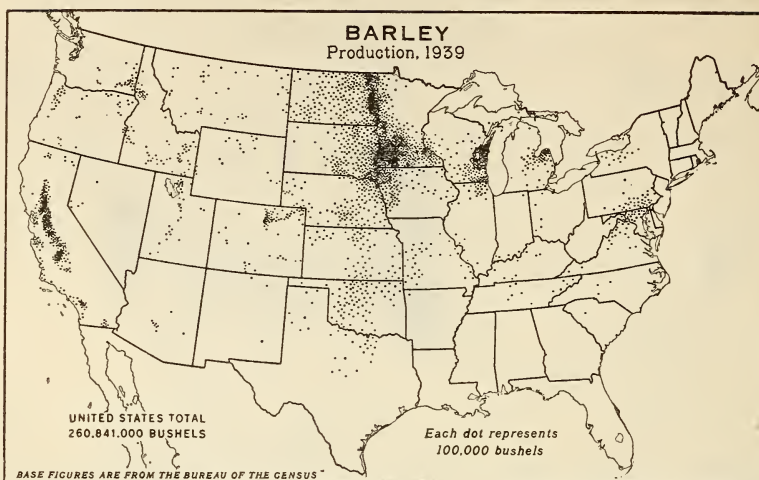 BARLEY
Production, 1939
UNITED STATES TOTAL
260,841,000 BUSHELS
Each dot represents
100,000 bushels
BASE FIGURES ARE FROM THE BUREAU OF THE CENSUS